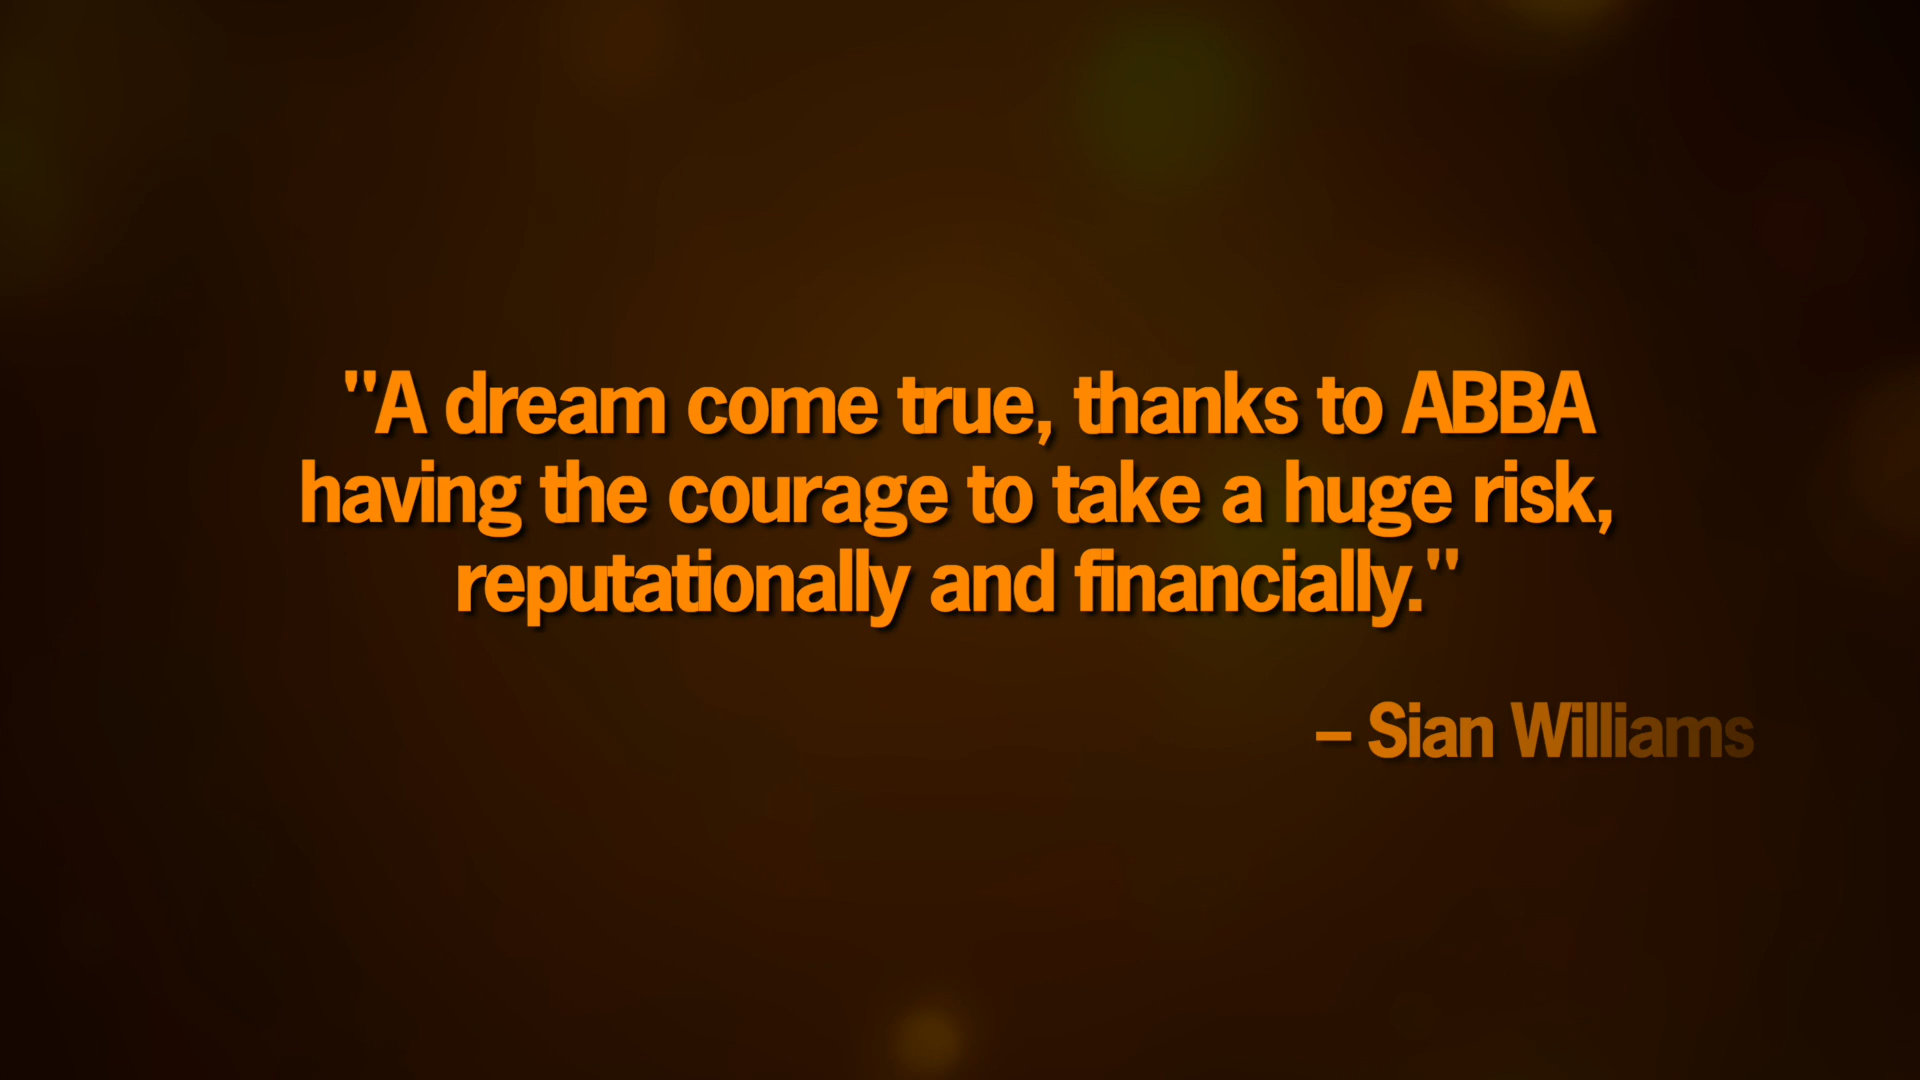 "A dream come true, thanks to ABBA
having the courage to take a huge risk,
reputationally and financially."
– Sian Williams